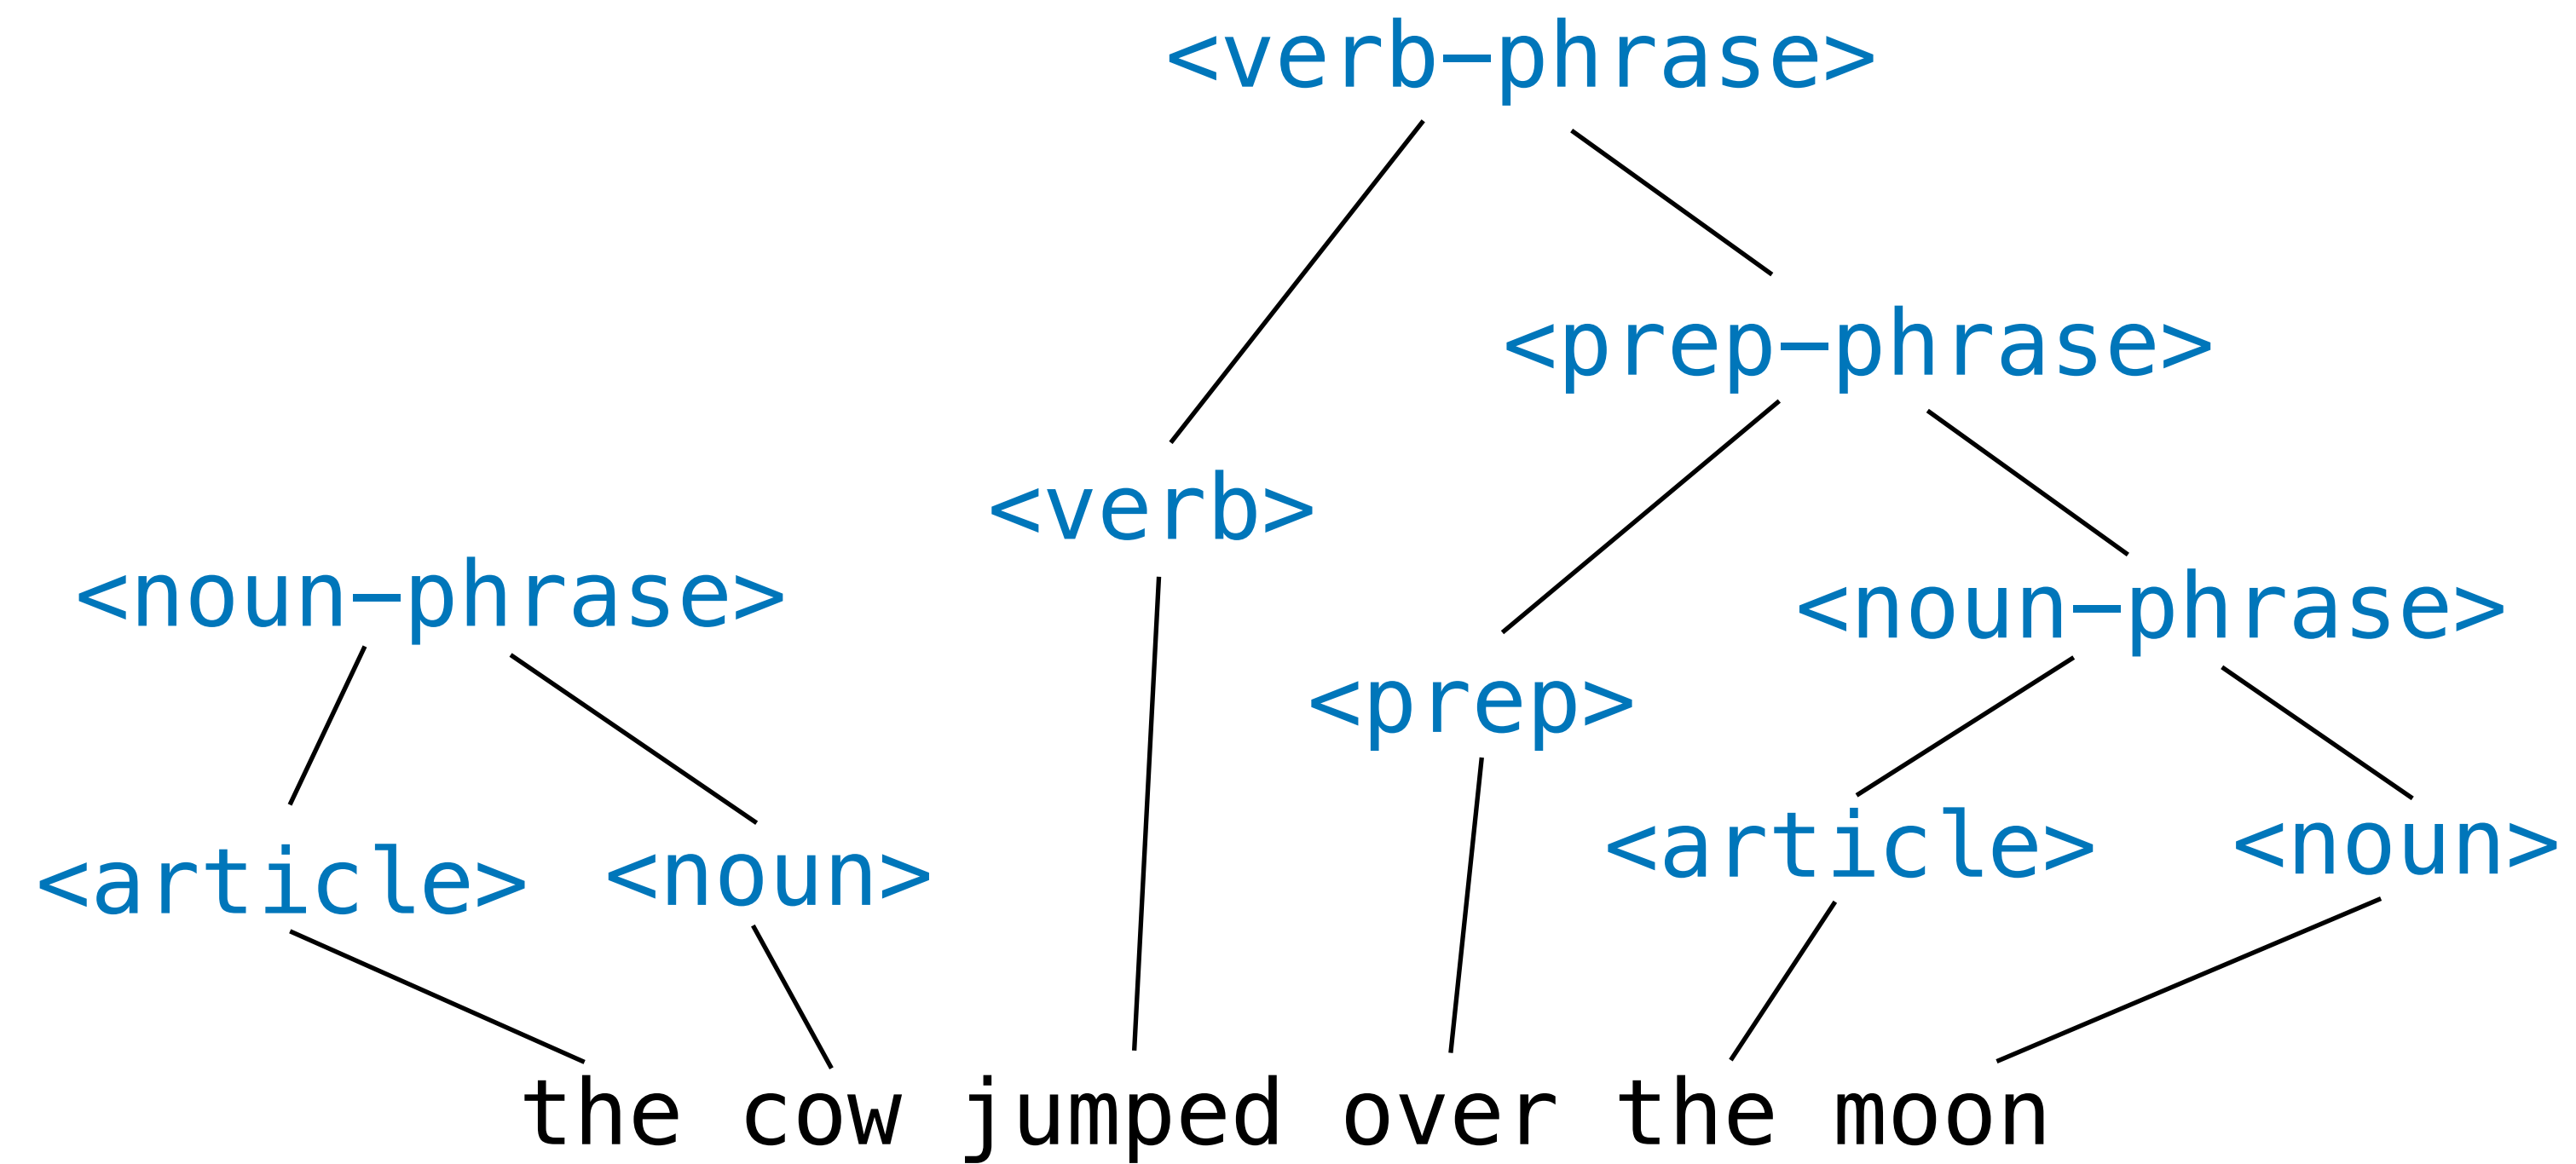 <verb-phrase>
<prep-phrase>
<verb>
<noun-phrase>
<noun-phrase>
<prep>
<article>
<noun>
<article>
<noun>
the cow jumped over the moon